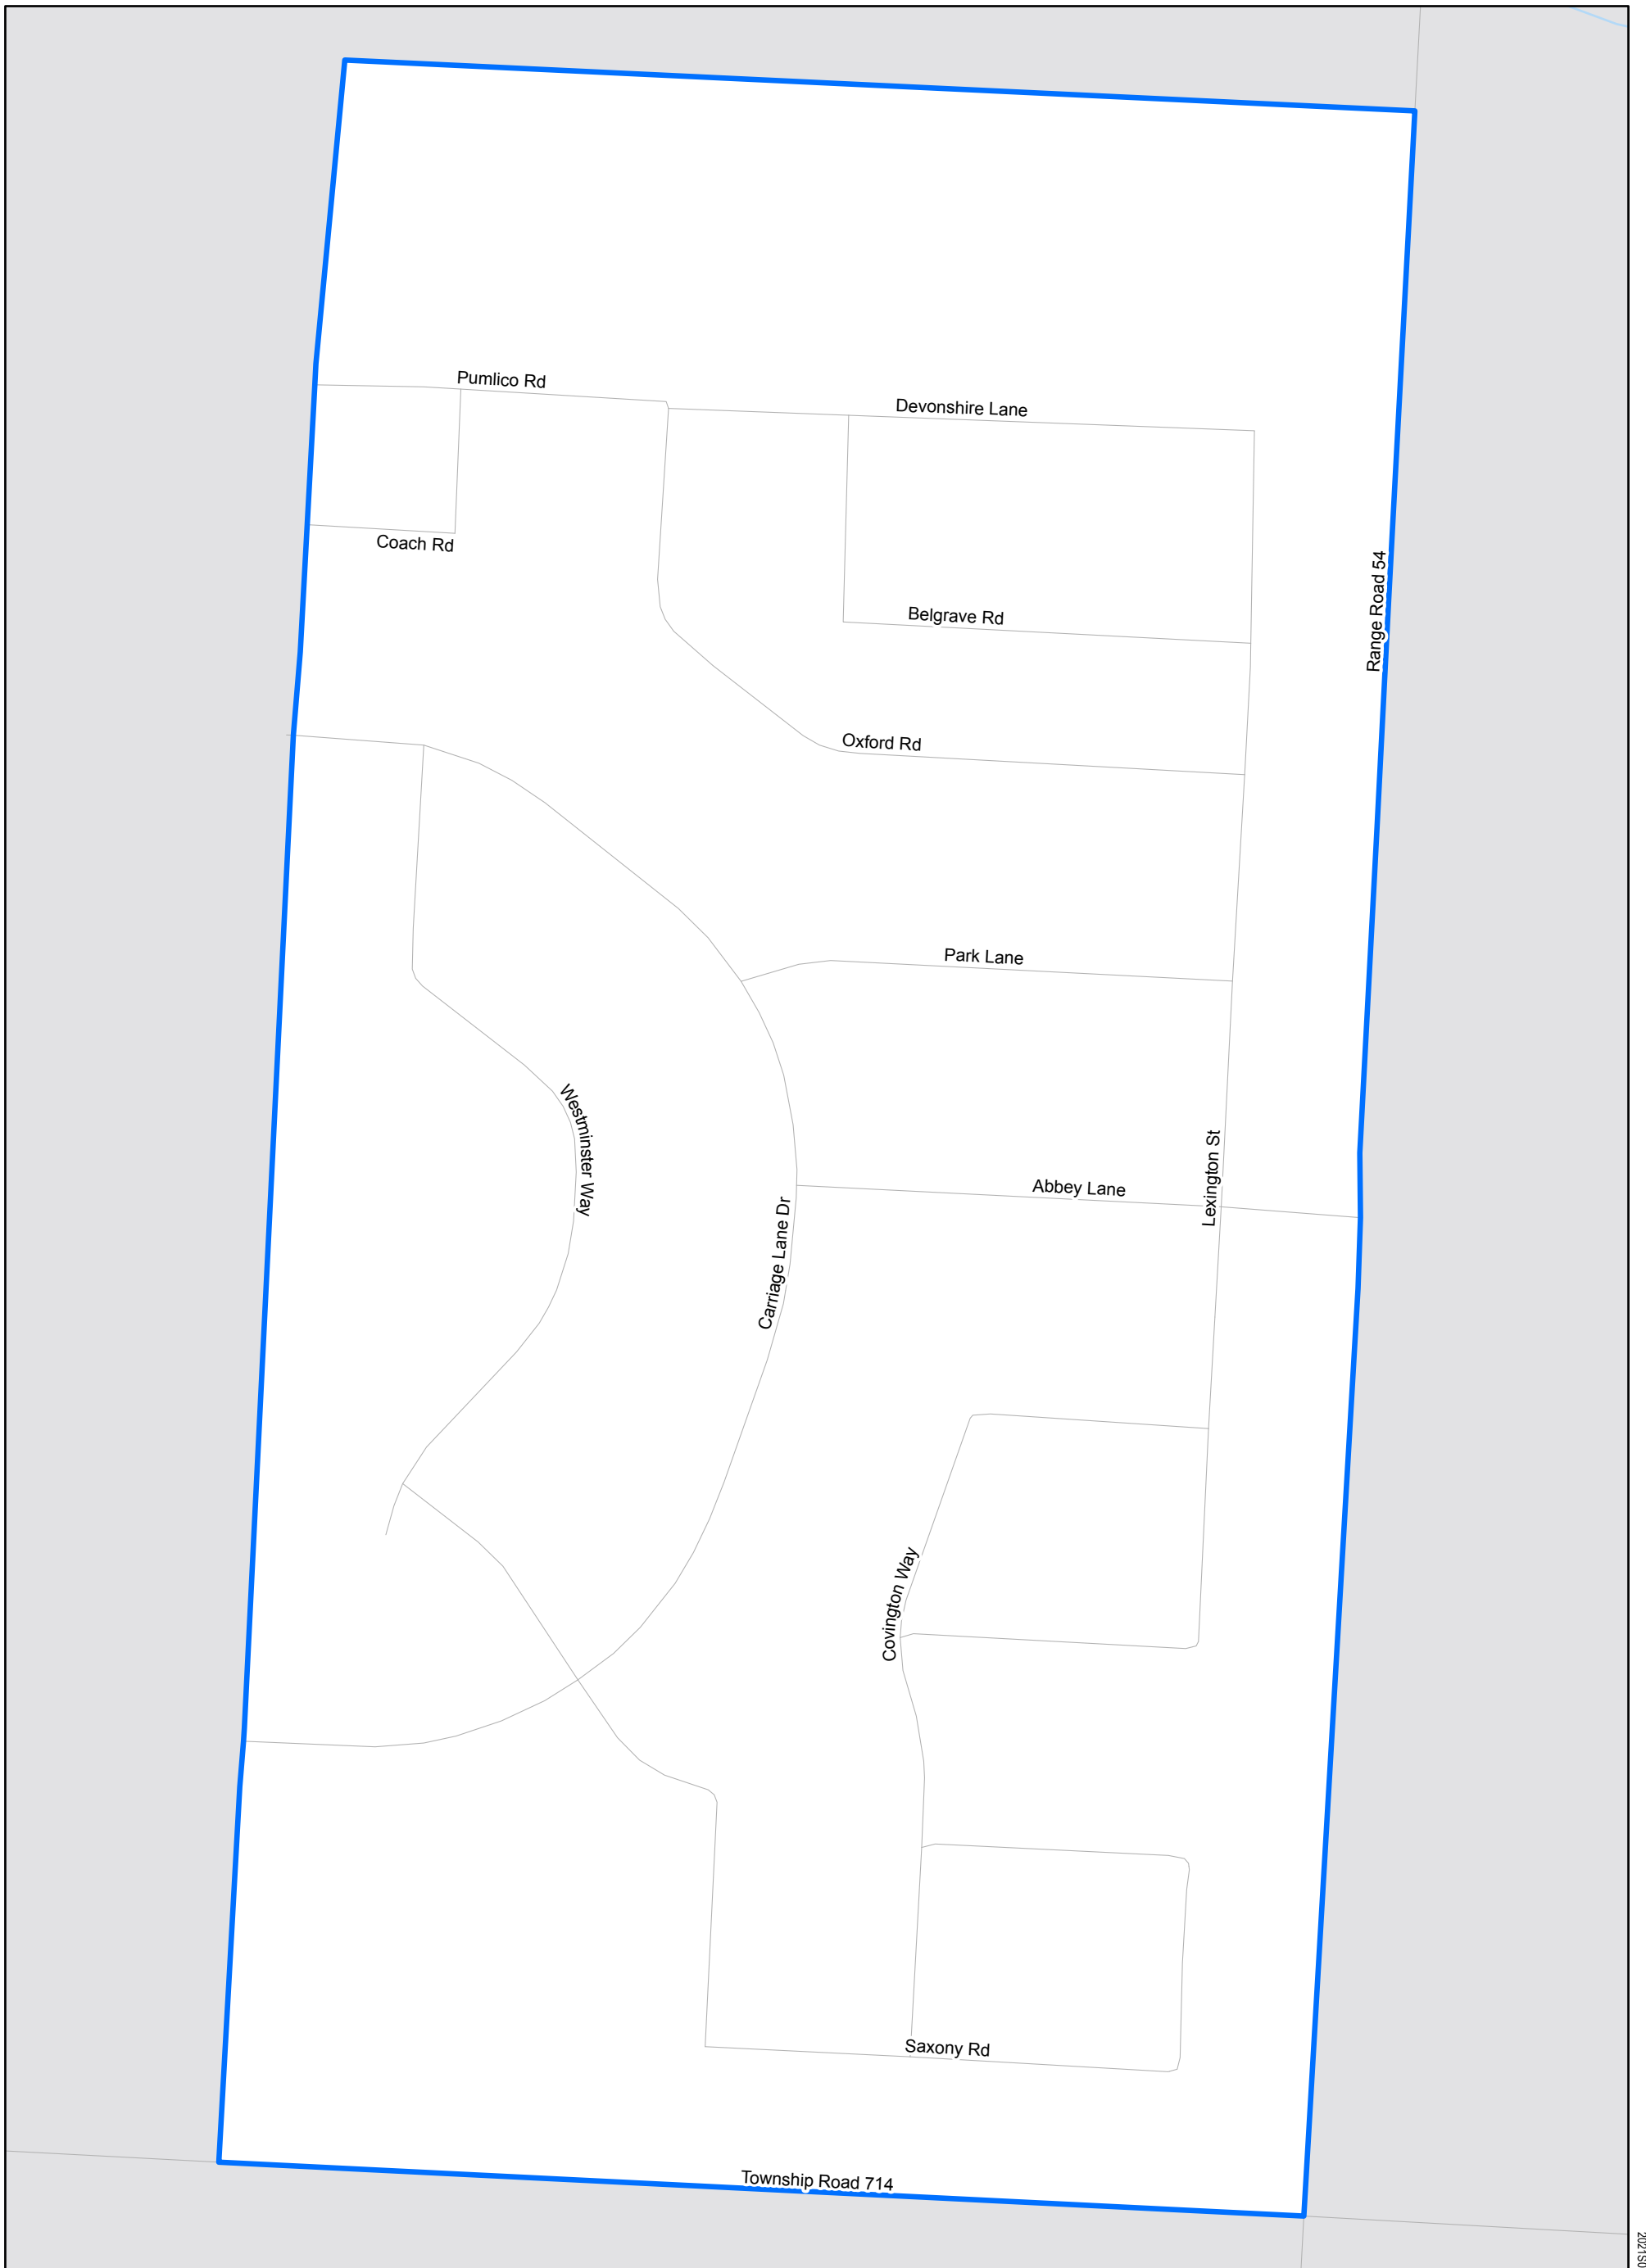 Pumlico Rd
Devonshire Lane
Coach Rd
Range Road 54
Belgrave Rd
Oxford Rd
Park Lane
Westminster Way
Lexington St
Abbey Lane
Carriage Lane Dr
Covington Way
Saxony Rd
Township Road 714